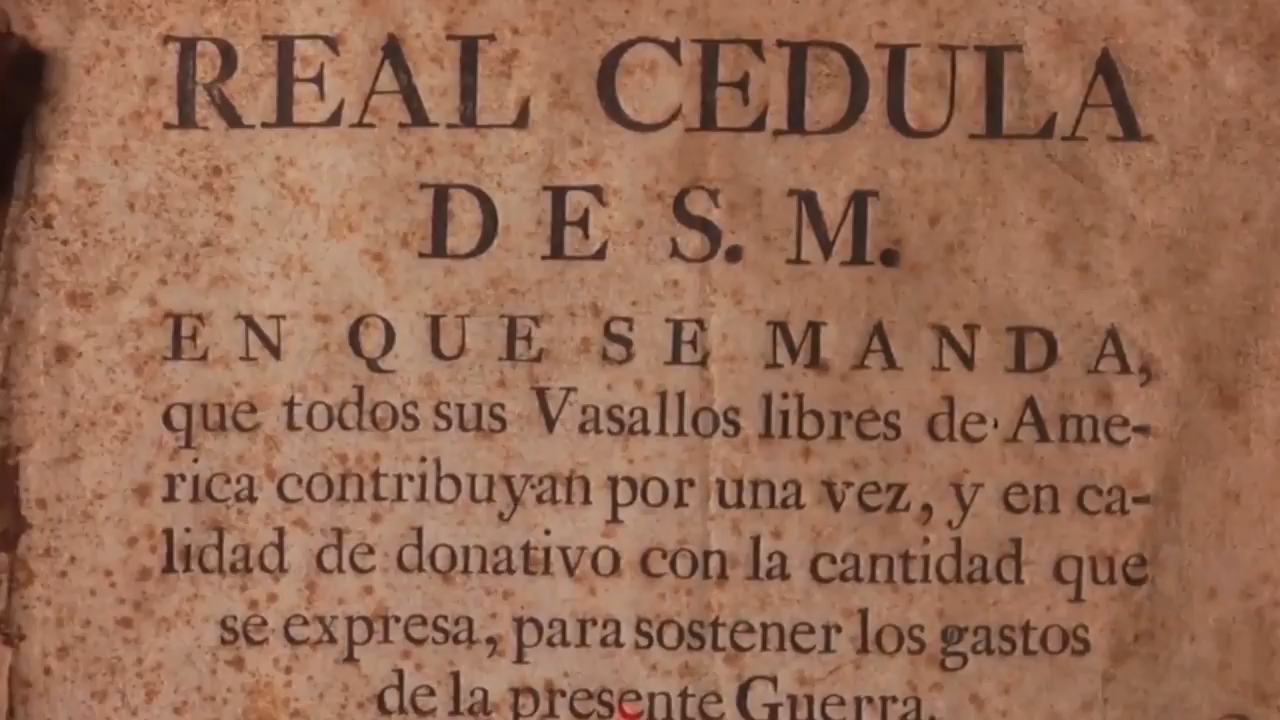 REAL CEDULA
DE S. M.
EN QUE SE MANDA,
que todos sus Vasallos libres de Ame-
rica contribuyan por una vez, y en ca-
lidad de donativo con la cantidad que
se expresa, para sostener los gastos
de la presente Guerra.